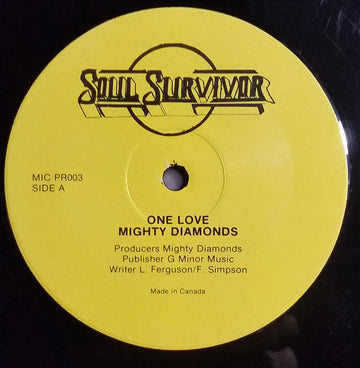 SOUL SURVIVOR
MIC PR003
SIDE A
ONE LOVE
MIGHTY DIAMONDS
Producers Mighty Diamonds
Publisher G Minor Music
Writer L. Ferguson/F. Simpson
Made in Canada